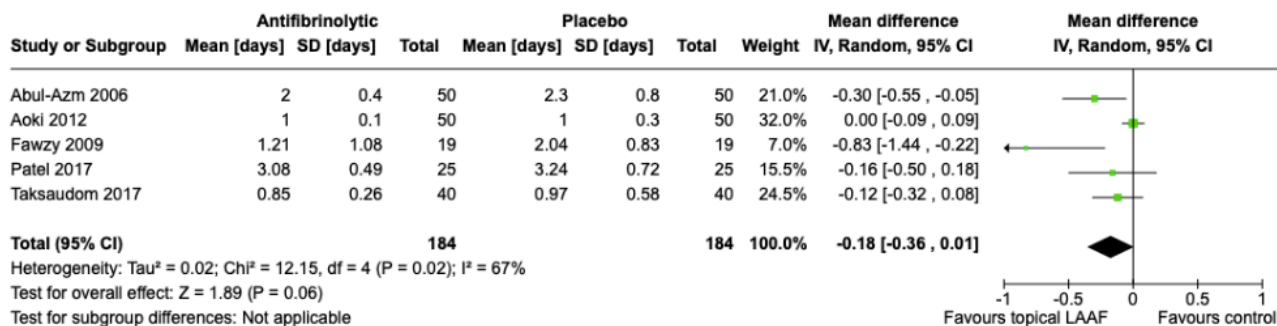 Antifibrinolytic Placebo Mean difference Mean difference
Study or Subgroup Mean [days] SD [days] Total Mean [days] SD [days] Total Weight IV, Random, 95% CI IV, Random, 95% CI
Abul-Azm 2006 2 0.4 50 2.3 0.8 50 21.0% -0.30 [-0.55 , -0.05]
Aoki 2012 1 0.1 50 1 0.3 50 32.0% 0.00 [-0.09 , 0.09]
Fawzy 2009 1.21 1.08 19 2.04 0.83 19 7.0% -0.83 [-1.44 , -0.22]
Patel 2017 3.08 0.49 25 3.24 0.72 25 15.5% -0.16 [-0.50 , 0.18]
Taksaudom 2017 0.85 0.26 40 0.97 0.58 40 24.5% -0.12 [-0.32 , 0.08]
Total (95% CI) 184 184 100.0% -0.18 [-0.36 , 0.01]
Heterogeneity: Tau² = 0.02; Chi² = 12.15, df = 4 (P = 0.02); I² = 67%
Test for overall effect: Z = 1.89 (P = 0.06)
Test for subgroup differences: Not applicable
-1 -0.5 0 0.5 1
Favours topical LAAF Favours control